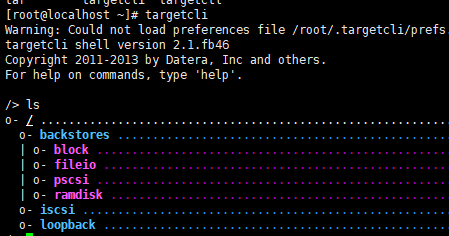 [root@localhost ~]# targetcli
Warning: Could not load preferences file /root/.targetcli/prefs.
targetcli shell version 2.1.fb46
Copyright 2011-2013 by Datera, Inc and others.
For help on commands, type 'help'.
/> ls
o- / ............................................................
o- backstores ................................................
| o- block ..................................................
| o- fileio ..................................................
| o- pscsi ..................................................
| o- ramdisk ................................................
o- iscsi ......................................................
o- loopback ..................................................